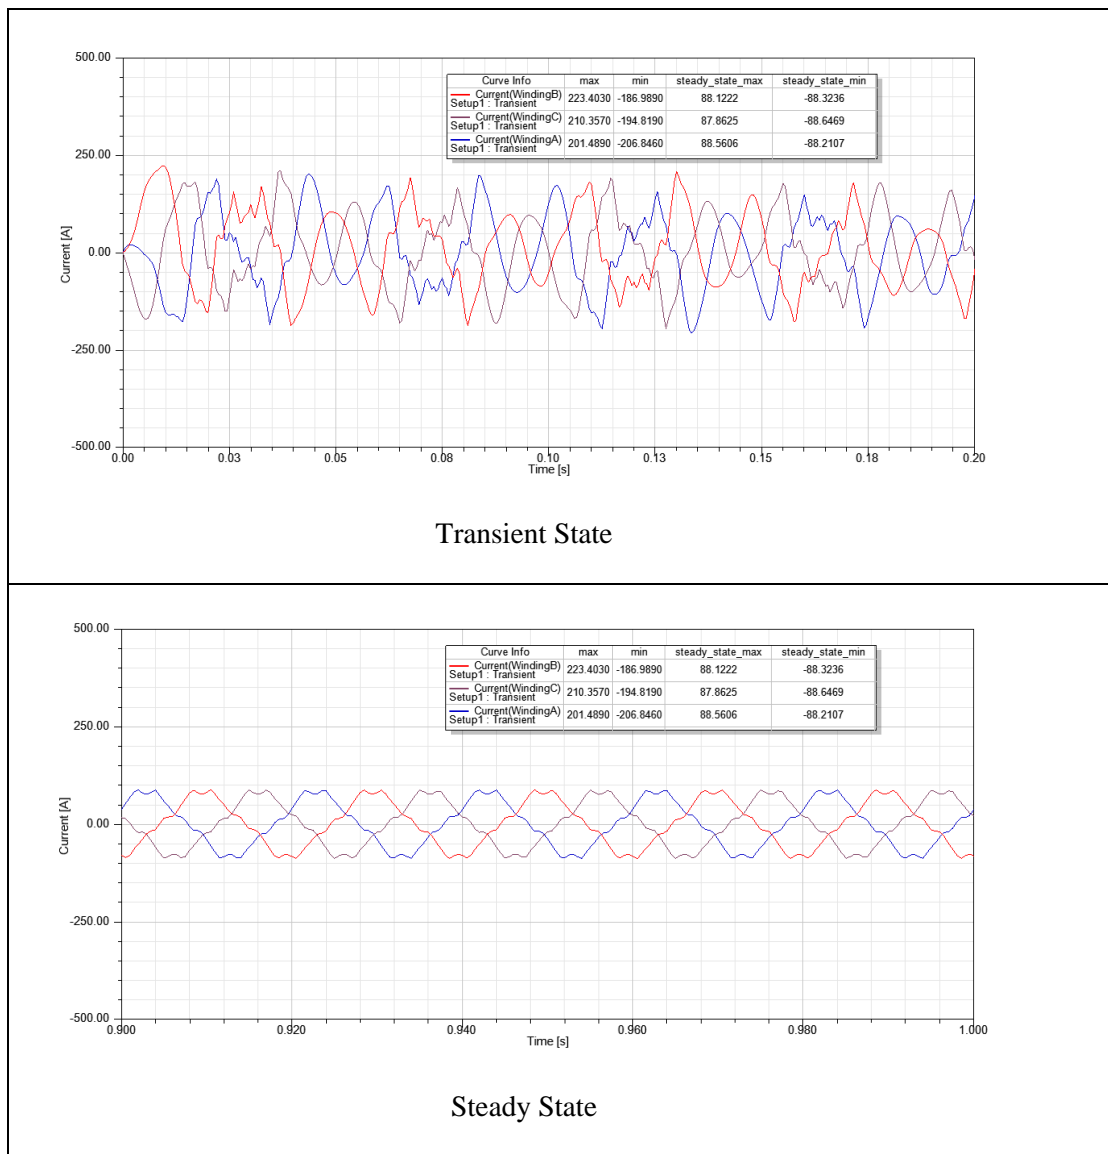 500.00
Curve Info max min steady_state_max steady_state_min
Current(WindingB)
Setup1 : Transient 223.4030 -186.9890 88.1222 -88.3236
Current(WindingC)
Setup1 : Transient 210.3570 -194.8190 87.8625 -88.6469
Current(WindingA)
Setup1 : Transient 201.4890 -206.8460 88.5606 -88.2107
250.00
Current [A]
0.00
-250.00
-500.00
0.00 0.03 0.05 0.08 0.10 0.13 0.15 0.18 0.20
Time [s]
Transient State
500.00
Curve Info max min steady_state_max steady_state_min
Current(WindingB)
Setup1 : Transient 223.4030 -186.9890 88.1222 -88.3236
Current(WindingC)
Setup1 : Transient 210.3570 -194.8190 87.8625 -88.6469
Current(WindingA)
Setup1 : Transient 201.4890 -206.8460 88.5606 -88.2107
250.00
Current [A]
0.00
-250.00
-500.00
0.900 0.920 0.940 0.960 0.980 1.000
Time [s]
Steady State